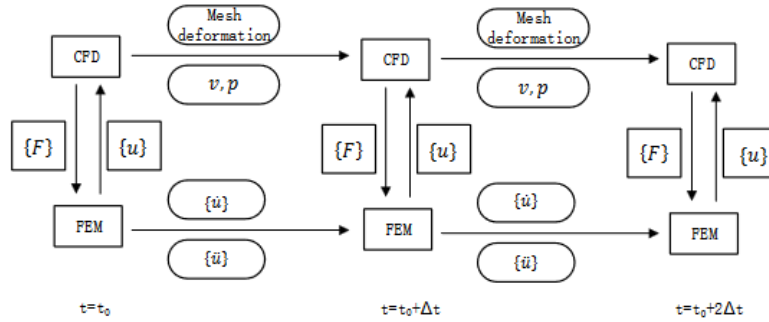 Mesh
deformation
Mesh
deformation
CFD
CFD
CFD
v, p
v, p
{F}
{u}
{F}
{u}
{F}
{u}
{u̇}
{u̇}
FEM
FEM
FEM
{ü}
{ü}
t=t₀
t=t₀+Δt
t=t₀+2Δt